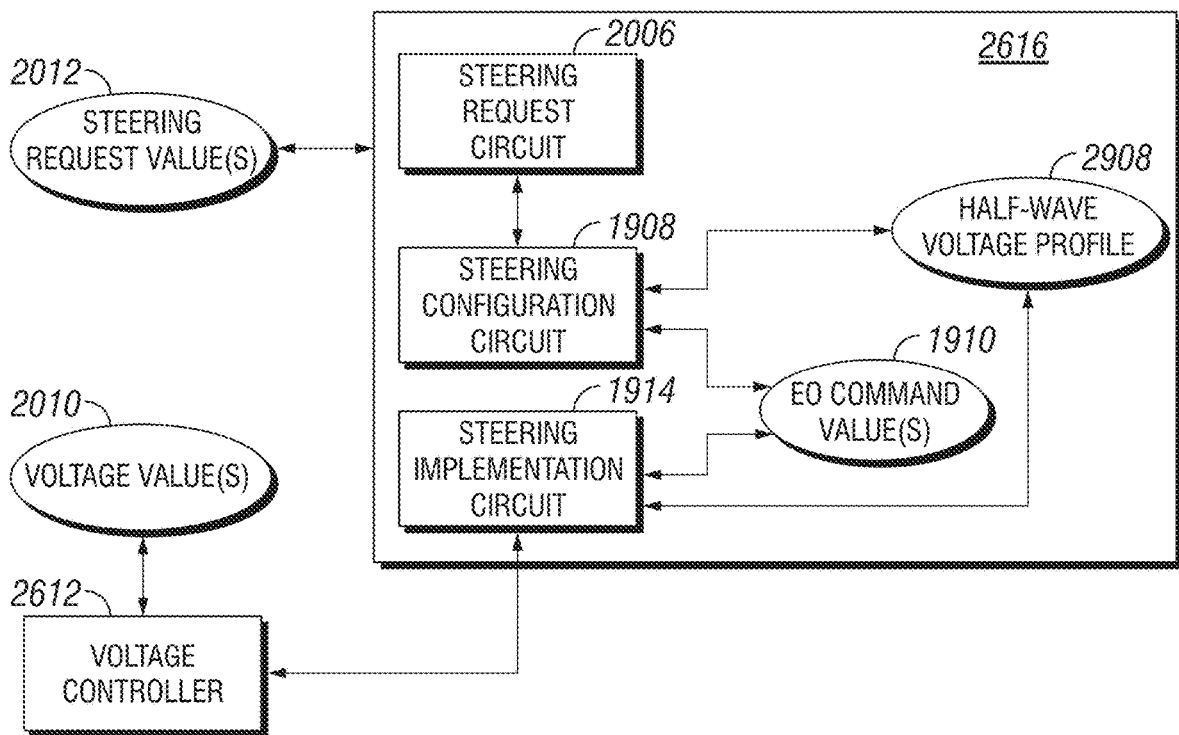 2012
STEERING
REQUEST VALUE(S)
2616
2006
STEERING
REQUEST
CIRCUIT
2908
HALF-WAVE
VOLTAGE PROFILE
1908
STEERING
CONFIGURATION
CIRCUIT
1910
EO COMMAND
VALUE(S)
1914
STEERING
IMPLEMENTATION
CIRCUIT
2010
VOLTAGE VALUE(S)
2612
VOLTAGE
CONTROLLER